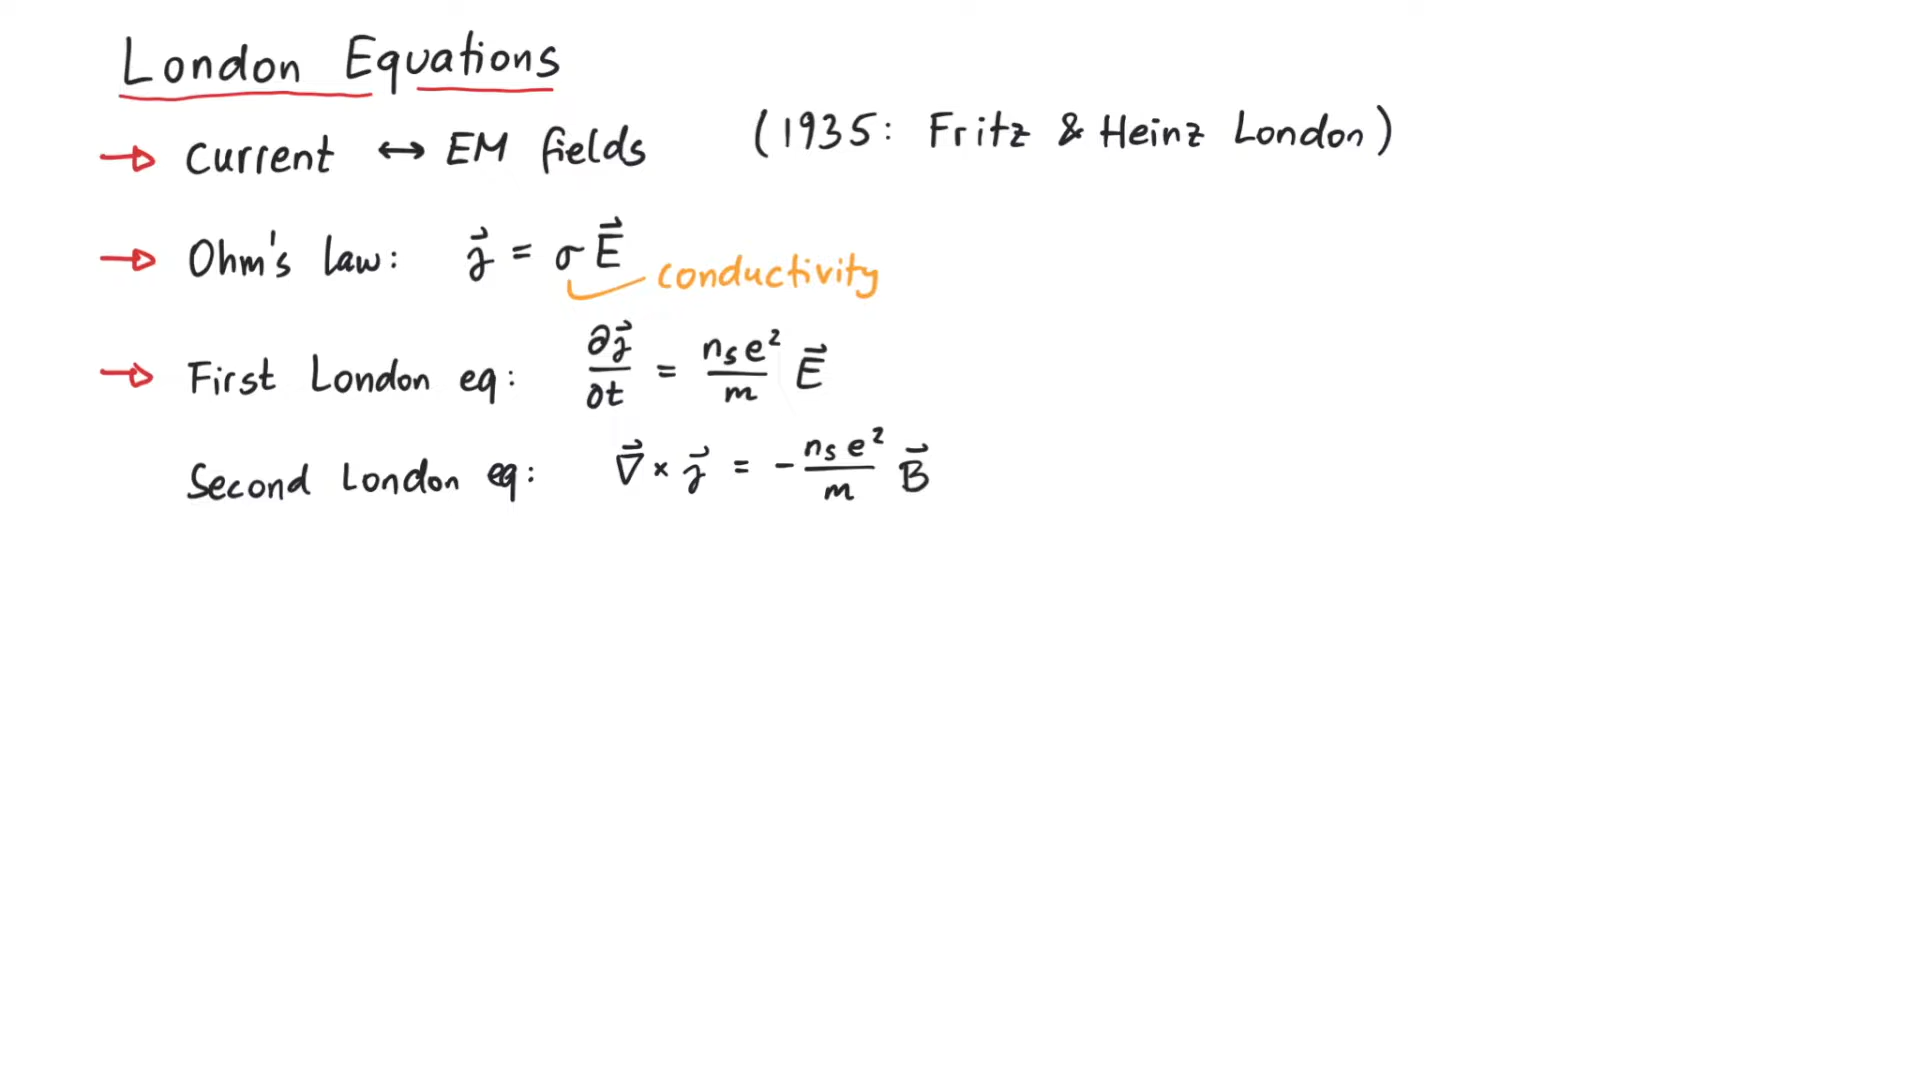 London Equations
(1935: Fritz & Heinz London)
→ Current ↔ EM fields
→ Ohm's law: j⃗ = σ E⃗
conductivity
→ First London eq: ∂j⃗/∂t = nₛe²/m E⃗
Second London eq: ∇⃗ × j⃗ = - nₛe²/m B⃗